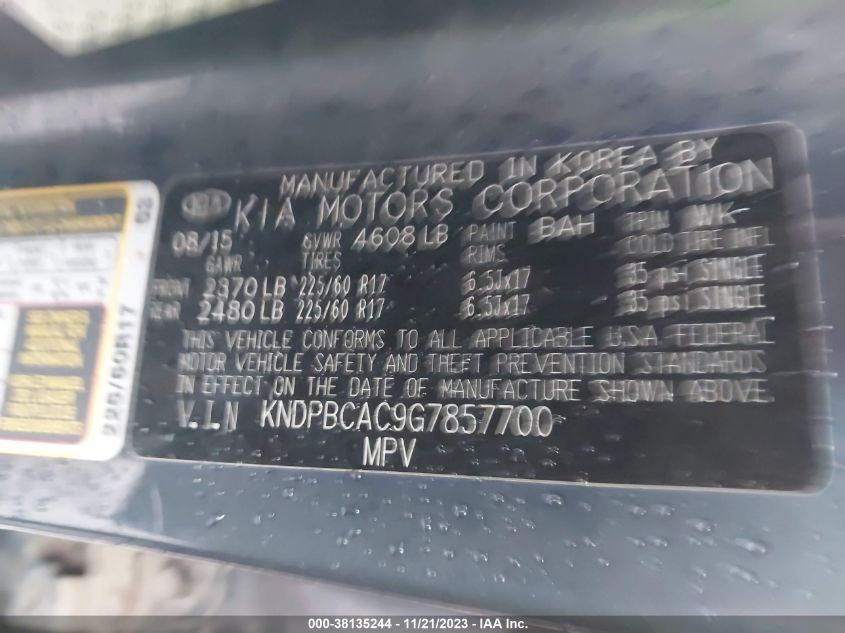 MANUFACTURED IN KOREA BY
KIA KIA MOTORS CORPORATION
08/15 GVWR 4608 LB PAINT BAH TRIM WK
GAWR TIRES RIMS COLD TIRE INFL
FRONT 2370 LB 225/60 R17 6.5Jx17 35 psi SINGLE
REAR 2480 LB 225/60 R17 6.5Jx17 35 psi SINGLE
THIS VEHICLE CONFORMS TO ALL APPLICABLE U.S.A. FEDERAL
MOTOR VEHICLE SAFETY AND THEFT PREVENTION STANDARDS
IN EFFECT ON THE DATE OF MANUFACTURE SHOWN ABOVE.
V.I.N KNDPBCAC9G7857700
MPV
225/60R17
000-38135244 - 11/21/2023 - IAA Inc.